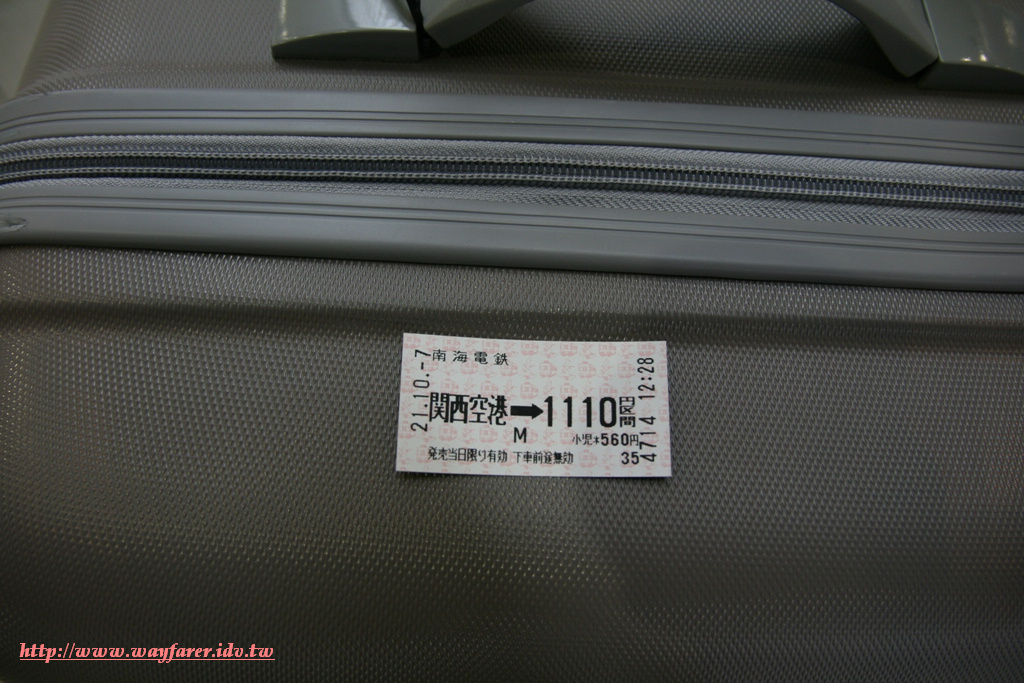 南海電鉄
21.10.-7
関西空港➡1110円区間
M 小児*560円
発売当日限り有効 下車前途無効 35
4714 12:28
http://www.wayfarer.idv.tw